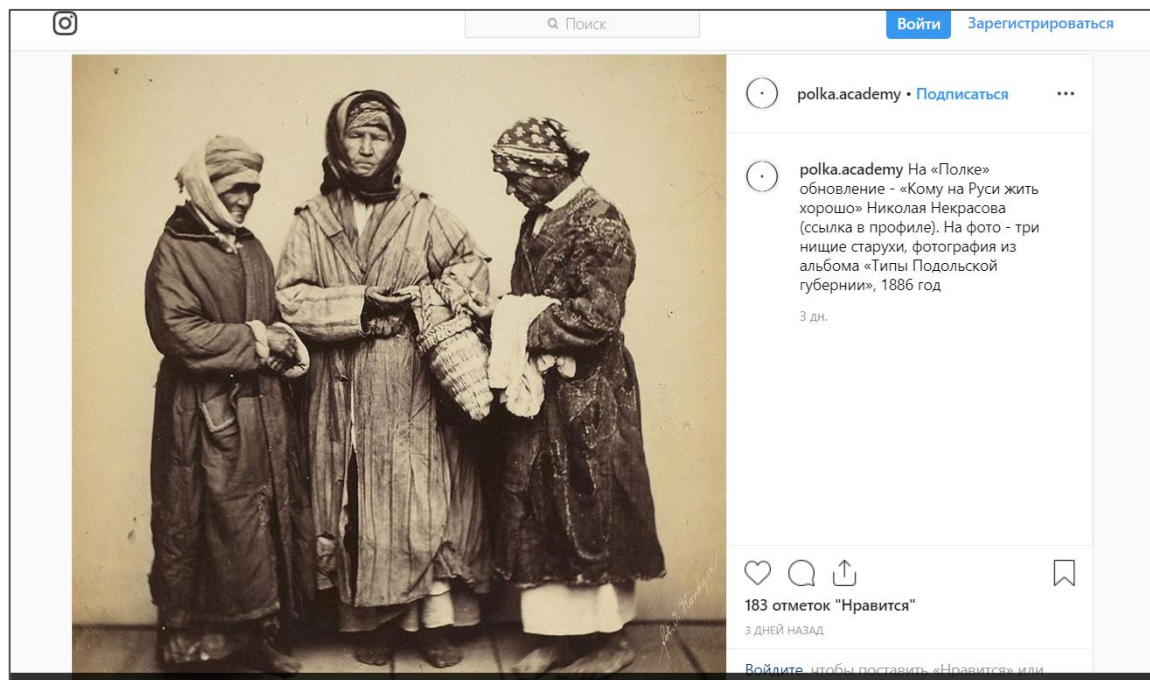 Поиск
Войти
Зарегистрироваться
polka.academy • Подписаться
polka.academy На «Полке»
обновление - «Кому на Руси жить
хорошо» Николая Некрасова
(ссылка в профиле). На фото - три
нищие старухи, фотография из
альбома «Типы Подольской
губернии», 1886 год
3 дн.
183 отметок "Нравится"
3 ДНЕЙ НАЗАД
Войдите, чтобы поставить «Нравится» или